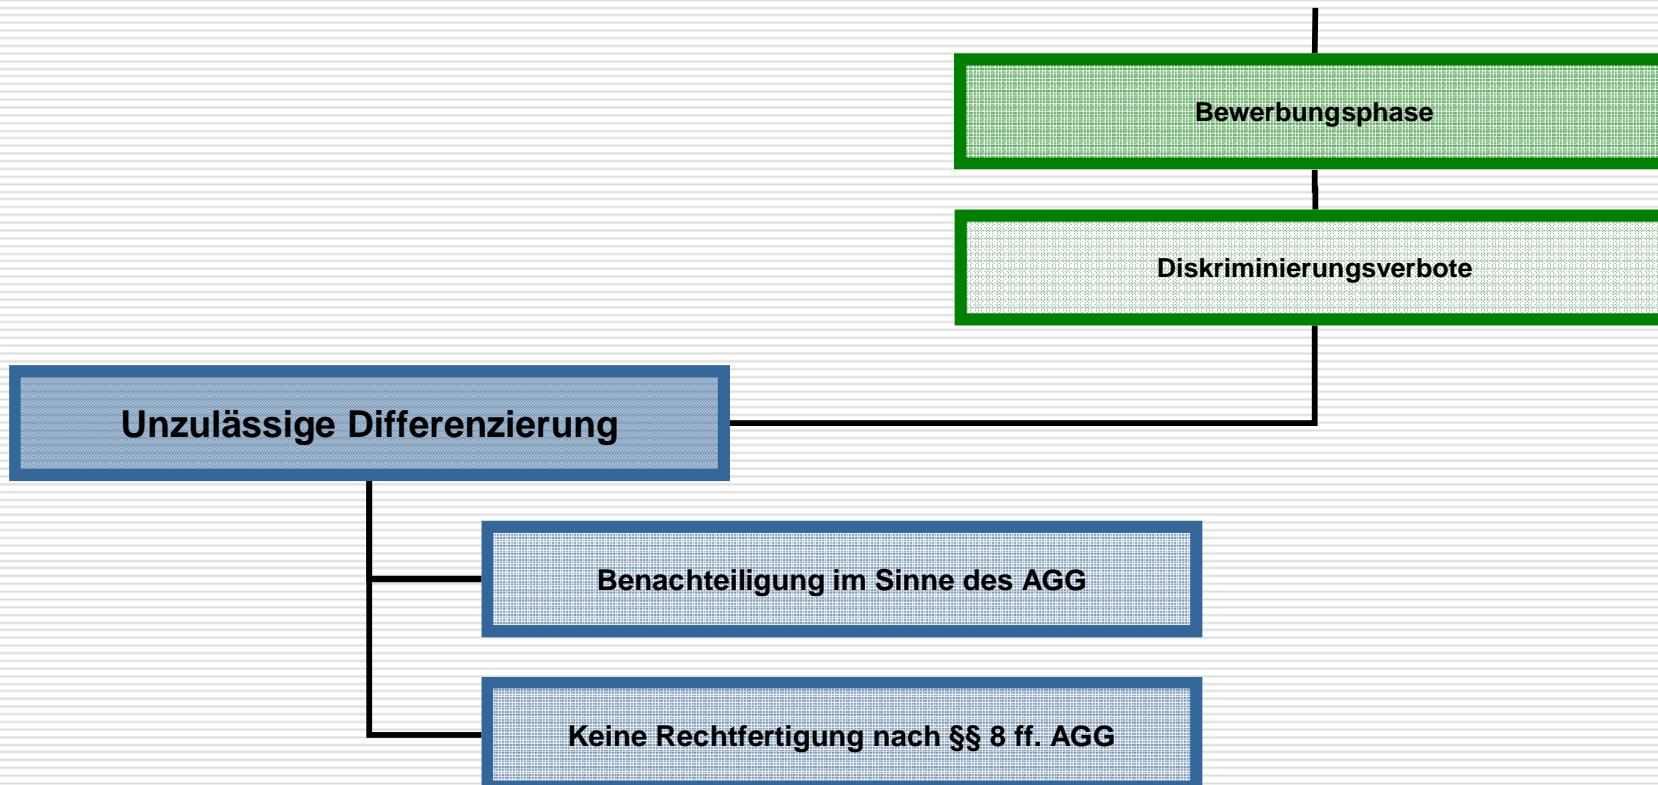 Bewerbungsphase
Diskriminierungsverbote
Unzulässige Differenzierung
Benachteiligung im Sinne des AGG
Keine Rechtfertigung nach §§ 8 ff. AGG